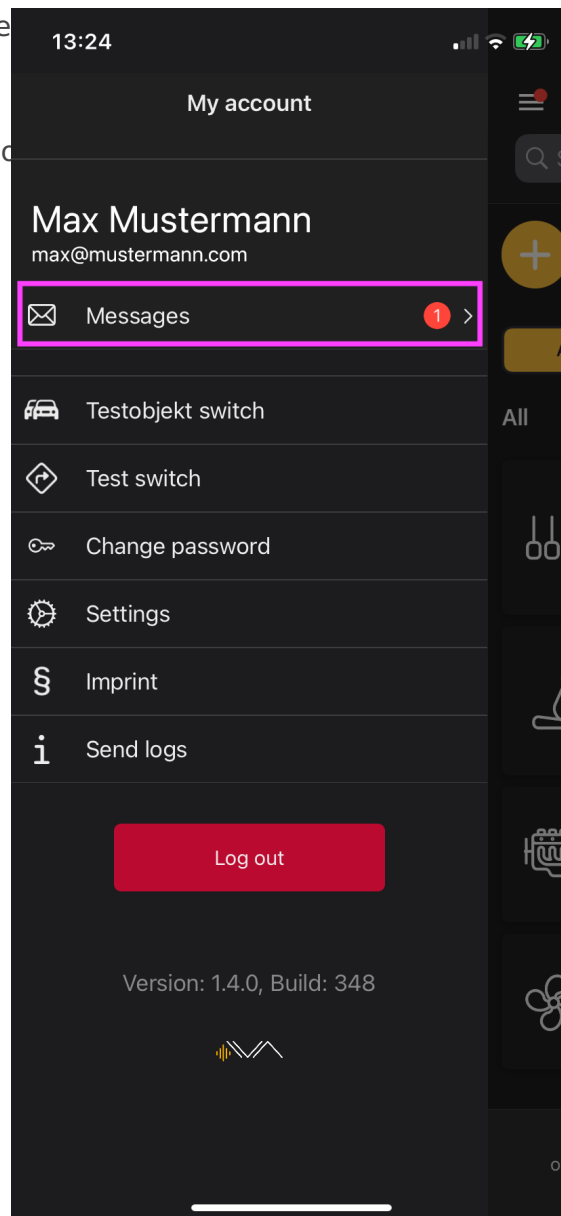 13:24
My account
Max Mustermann
max@mustermann.com
Messages 1
Testobjekt switch
All
Test switch
Change password
Settings
§ Imprint
i Send logs
Log out
Version: 1.4.0, Build: 348